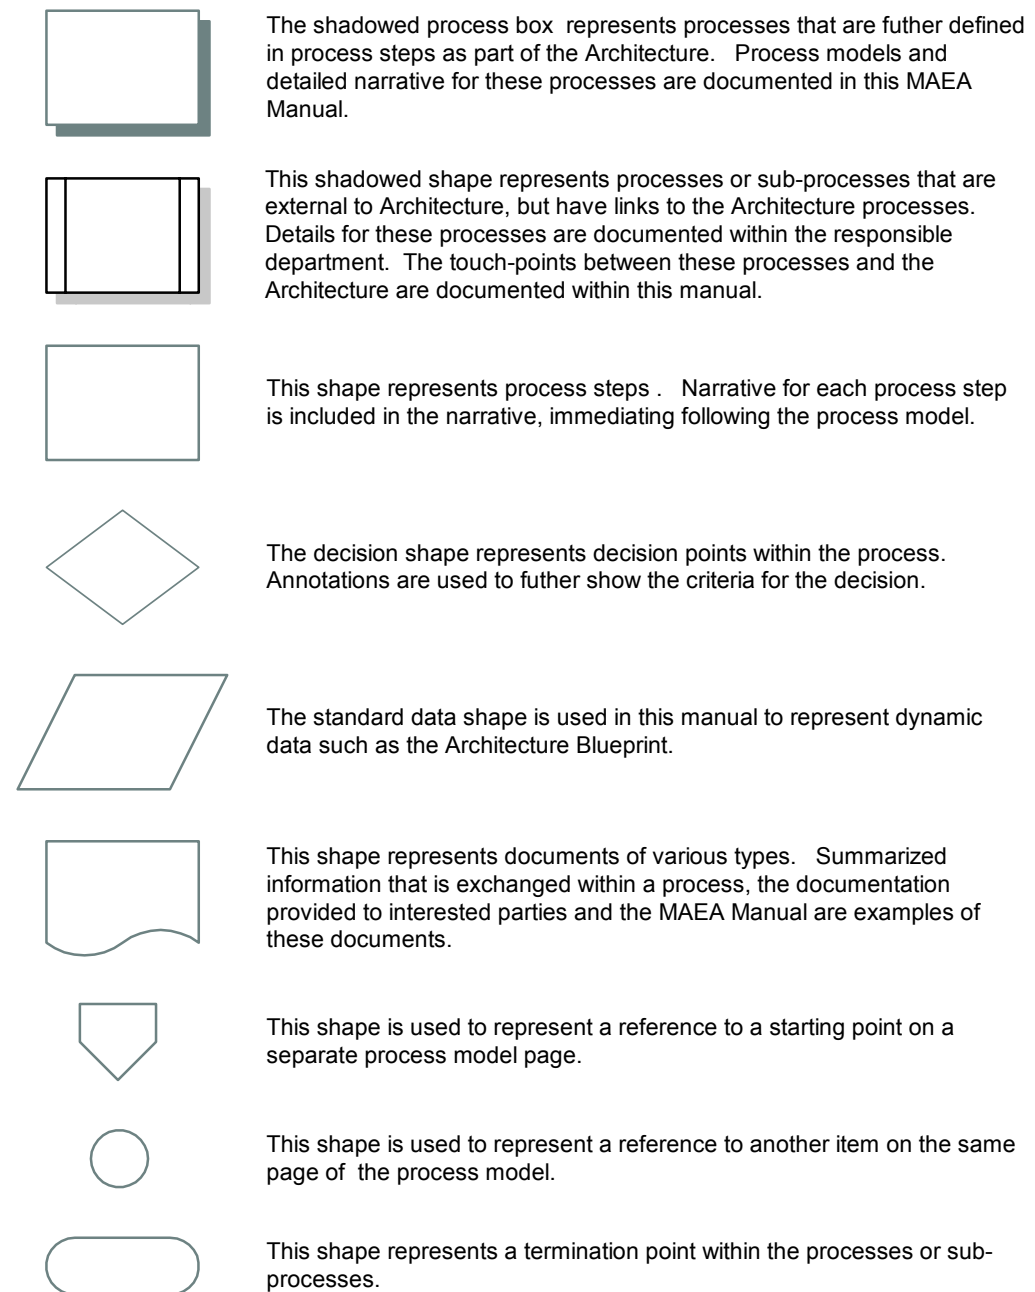 The shadowed process box  represents processes that are futher defined
in process steps as part of the Architecture.   Process models and
detailed narrative for these processes are documented in this MAEA
Manual.
This shadowed shape represents processes or sub-processes that are
external to Architecture, but have links to the Architecture processes.
Details for these processes are documented within the responsible
department.  The touch-points between these processes and the
Architecture are documented within this manual.
This shape represents process steps .   Narrative for each process step
is included in the narrative, immediating following the process model.
The decision shape represents decision points within the process.
Annotations are used to futher show the criteria for the decision.
The standard data shape is used in this manual to represent dynamic
data such as the Architecture Blueprint.
This shape represents documents of various types.   Summarized
information that is exchanged within a process, the documentation
provided to interested parties and the MAEA Manual are examples of
these documents.
This shape is used to represent a reference to a starting point on a
separate process model page.
This shape is used to represent a reference to another item on the same
page of  the process model.
This shape represents a termination point within the processes or sub-
processes.